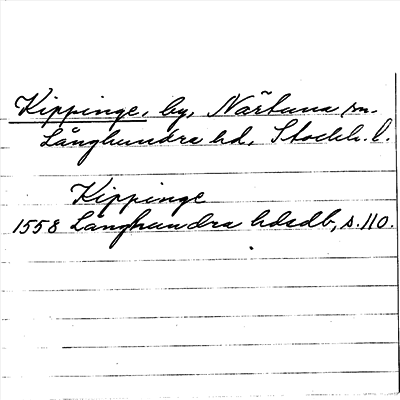 Kippinge, by, Närtuna sn.
Långhundra hd, Stockh. l.
Kippinge
1558 Långhundra hdsdb, s. 110.